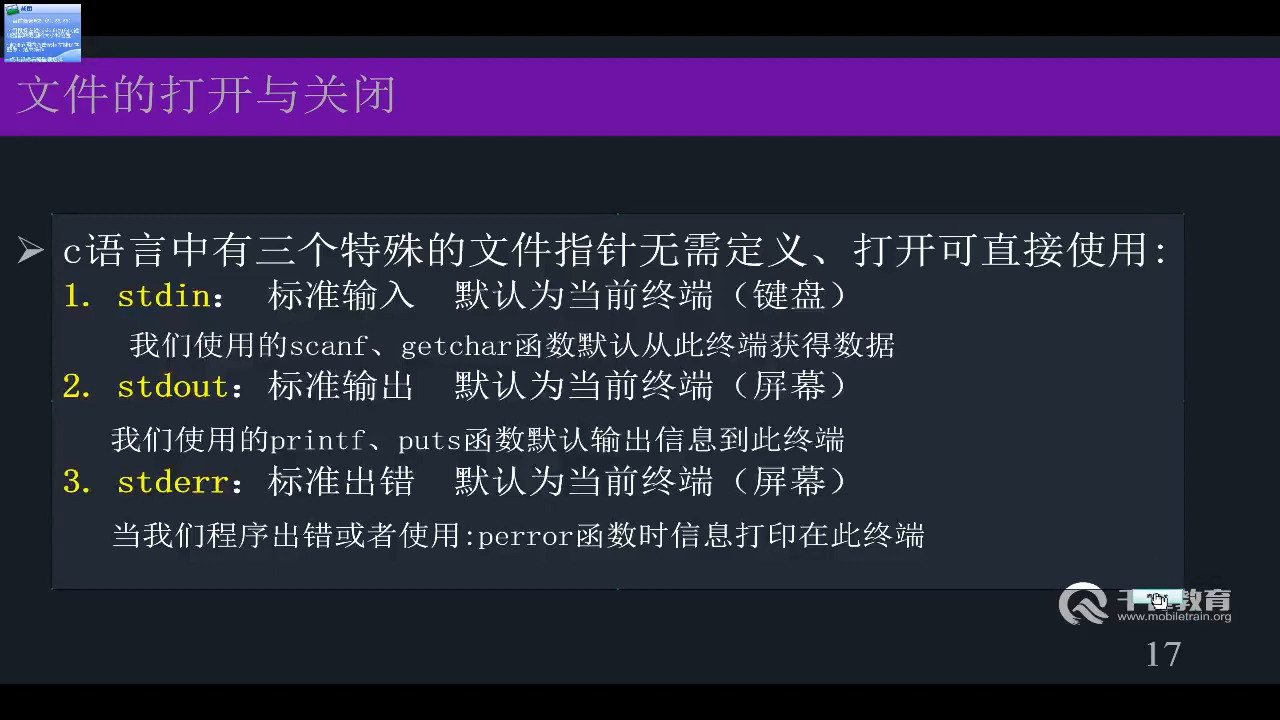 文件的打开与关闭
c语言中有三个特殊的文件指针无需定义、打开可直接使用:
1. stdin: 标准输入 默认为当前终端（键盘）
我们使用的scanf、getchar函数默认从此终端获得数据
2. stdout: 标准输出 默认为当前终端（屏幕）
我们使用的printf、puts函数默认输出信息到此终端
3. stderr: 标准出错 默认为当前终端（屏幕）
当我们程序出错或者使用:perror函数时信息打印在此终端
教育
www.mobiletrain.org
17